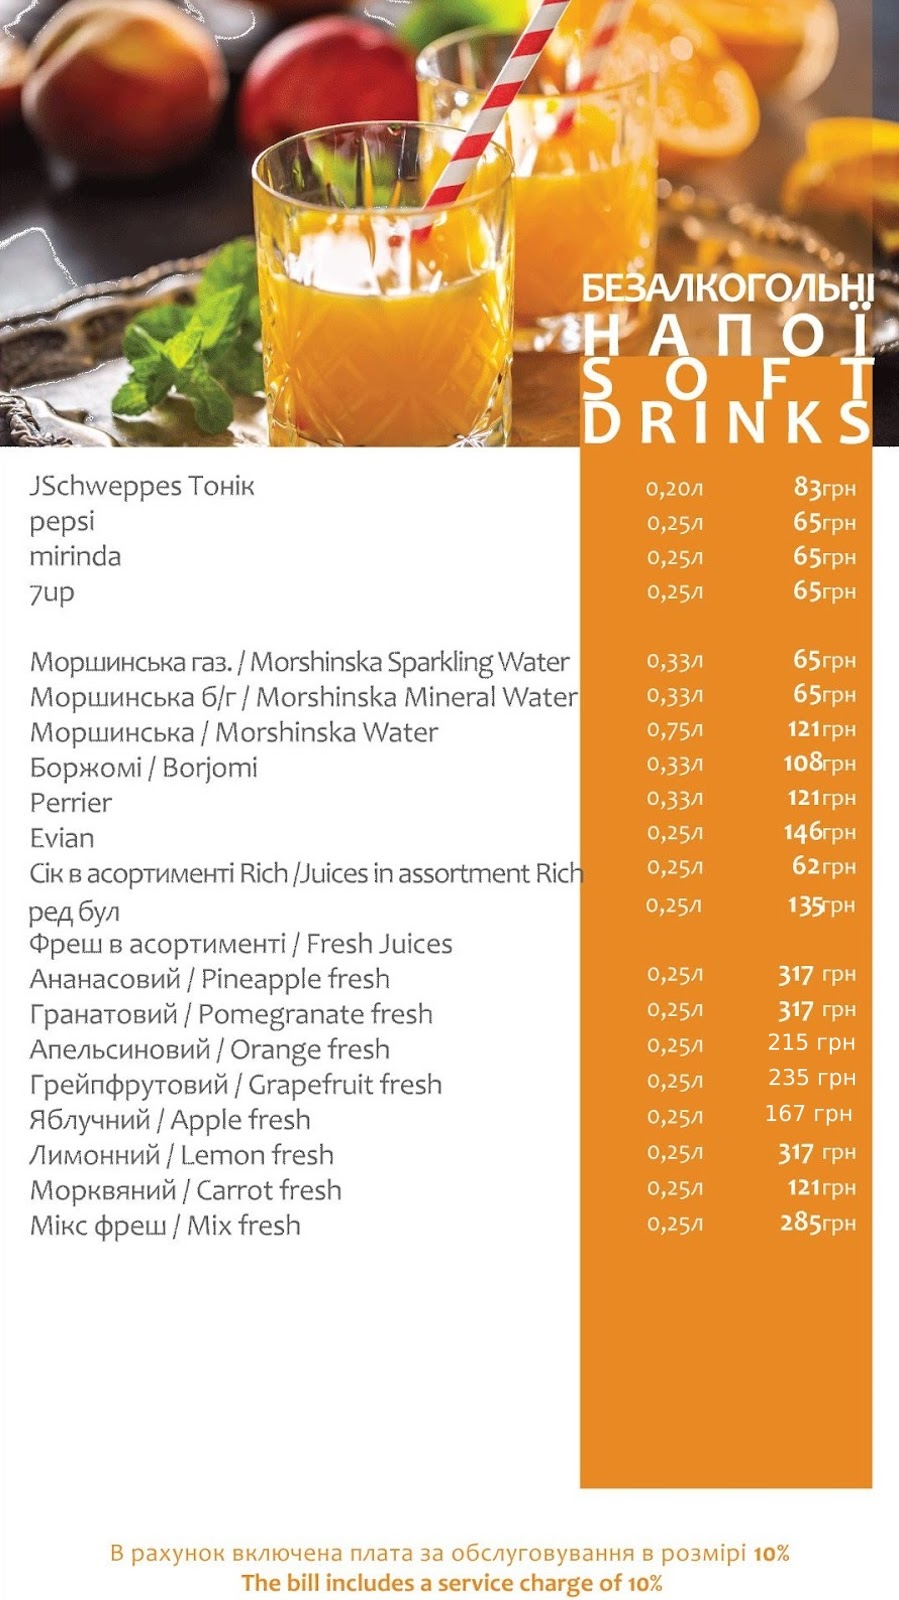 БЕЗАЛКОГОЛЬНІ
НАПОЇ
SOFT
DRINKS
JSchweppes Тонік 0,20л 83грн
pepsi 0,25л 65грн
mirinda 0,25л 65грн
7up 0,25л 65грн
Моршинська газ. / Morshinska Sparkling Water 0,33л 65грн
Моршинська б/г / Morshinska Mineral Water 0,33л 65грн
Моршинська / Morshinska Water 0,75л 121грн
Боржомі / Borjomi 0,33л 108грн
Perrier 0,33л 121грн
Evian 0,25л 146грн
Сік в асортименті Rich /Juices in assortment Rich 0,25л 62грн
ред бул 0,25л 135грн
Фреш в асортименті / Fresh Juices
Ананасовий / Pineapple fresh 0,25л 317 грн
Гранатовий / Pomegranate fresh 0,25л 317 грн
Апельсиновий / Orange fresh 0,25л 215 грн
Грейпфрутовий / Grapefruit fresh 0,25л 235 грн
Яблучний / Apple fresh 0,25л 167 грн
Лимонний / Lemon fresh 0,25л 317 грн
Морквяний / Carrot fresh 0,25л 121грн
Мікс фреш / Mix fresh 0,25л 285грн
В рахунок включена плата за обслуговування в розмірі 10%
The bill includes a service charge of 10%